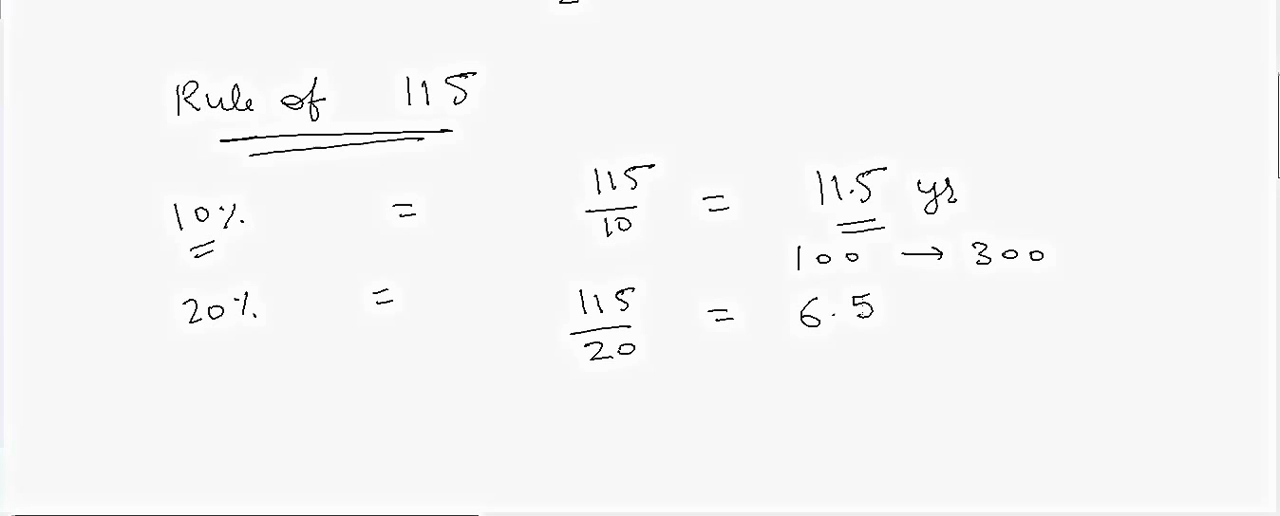 Rule of 115
10% = 115/10 = 11.5 yrs
100 → 300
20% = 115/20 = 6.5